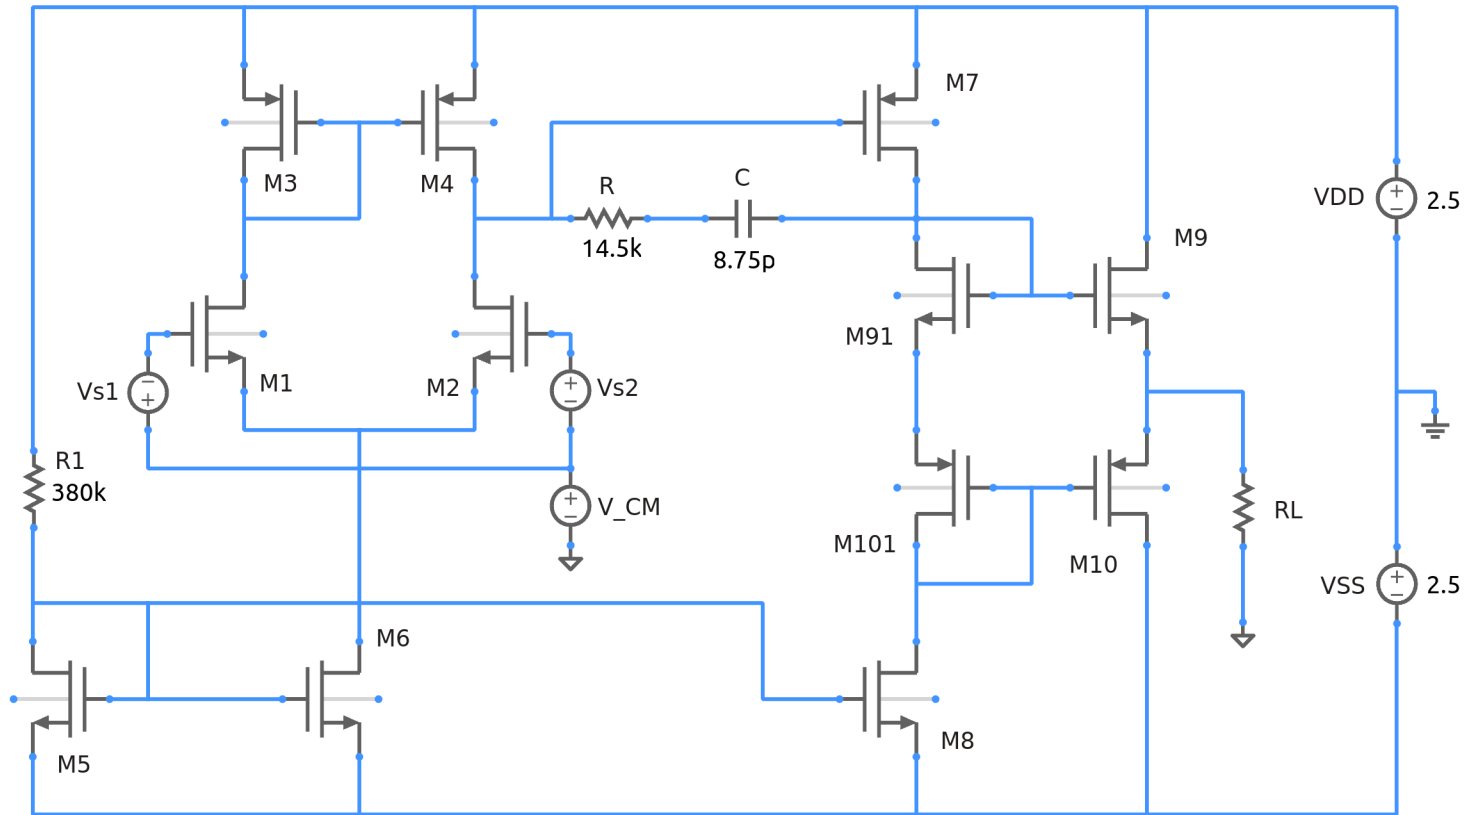 M7
M3
M4
R
C
VDD
2.5
14.5k
8.75p
M9
M91
M1
M2
Vs1
Vs2
R1
380k
V_CM
RL
M101
M10
VSS
2.5
M6
M5
M8
+
−
+
−
+
−
+
−
+
−